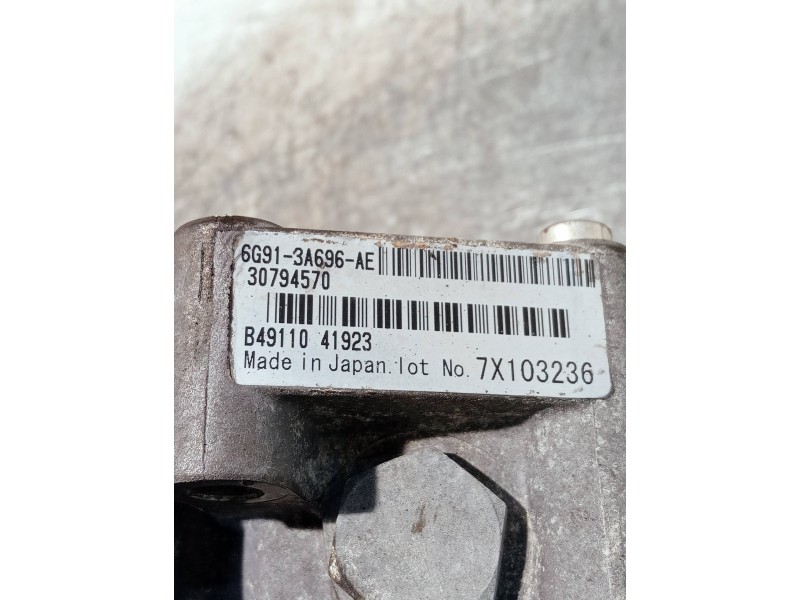 6G91-3A696-AE
30794570
B49110 41923
Made in Japan. lot No. 7X103236